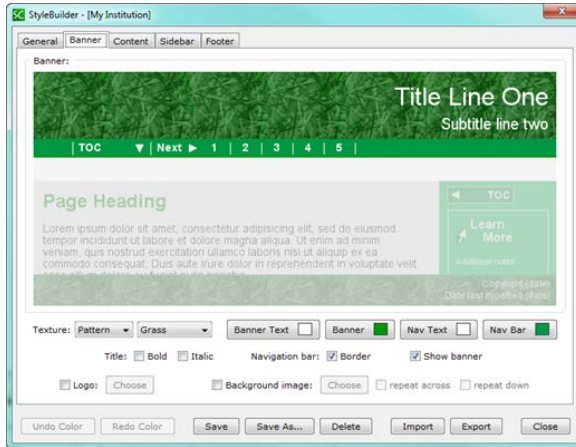 StyleBuilder - [My Institution]
General Banner Content Sidebar Footer
Banner:
Title Line One
Subtitle line two
TOC ▼ | Next ▶ 1 | 2 | 3 | 4 | 5 |
Page Heading
Lorem ipsum dolor sit amet, consectetur adipisicing elit, sed do eiusmod
tempor incididunt ut labore et dolore magna aliqua. Ut enim ad minim
veniam, quis nostrud exercitation ullamco laboris nisi ut aliquip ex ea
commodo consequat. Duis aute irure dolor in reprehenderit in voluptate velit
TOC
Learn
More
Additional notes
Copyright (date)
Date last modified (date)
Texture: Pattern Grass Banner Text Banner Nav Text Nav Bar
Title: Bold Italic Navigation bar: Border Show banner
Logo: Choose Background image: Choose repeat across repeat down
Undo Color Redo Color Save Save As... Delete Import Export Close